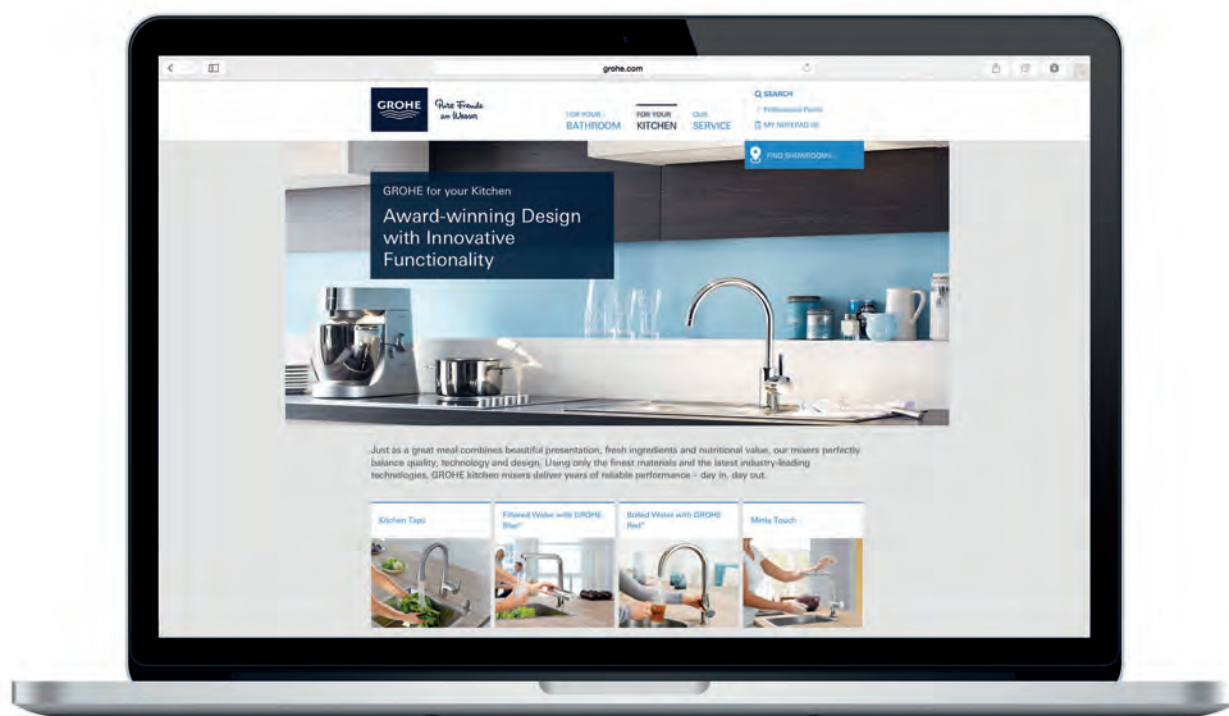 grohe.com
GROHE
Pure Freude
an Wasser
FOR YOUR
BATHROOM
FOR YOUR
KITCHEN
OUR
SERVICE
SEARCH
Professional
MY NOTEPAD (0)
FIND SHOWROOMS
GROHE for your Kitchen
Award-winning Design
with Innovative
Functionality
Just as a great meal combines beautiful presentation, fresh ingredients and nutritional value, our mixers perfectly
balance quality, technology and design. Using only the finest materials and the latest industry-leading
technologies, GROHE kitchen mixers deliver years of reliable performance – day in, day out.
Kitchen Taps
Filtered Water with GROHE
Blue®
Boiled Water with GROHE
Red®
Minta Touch